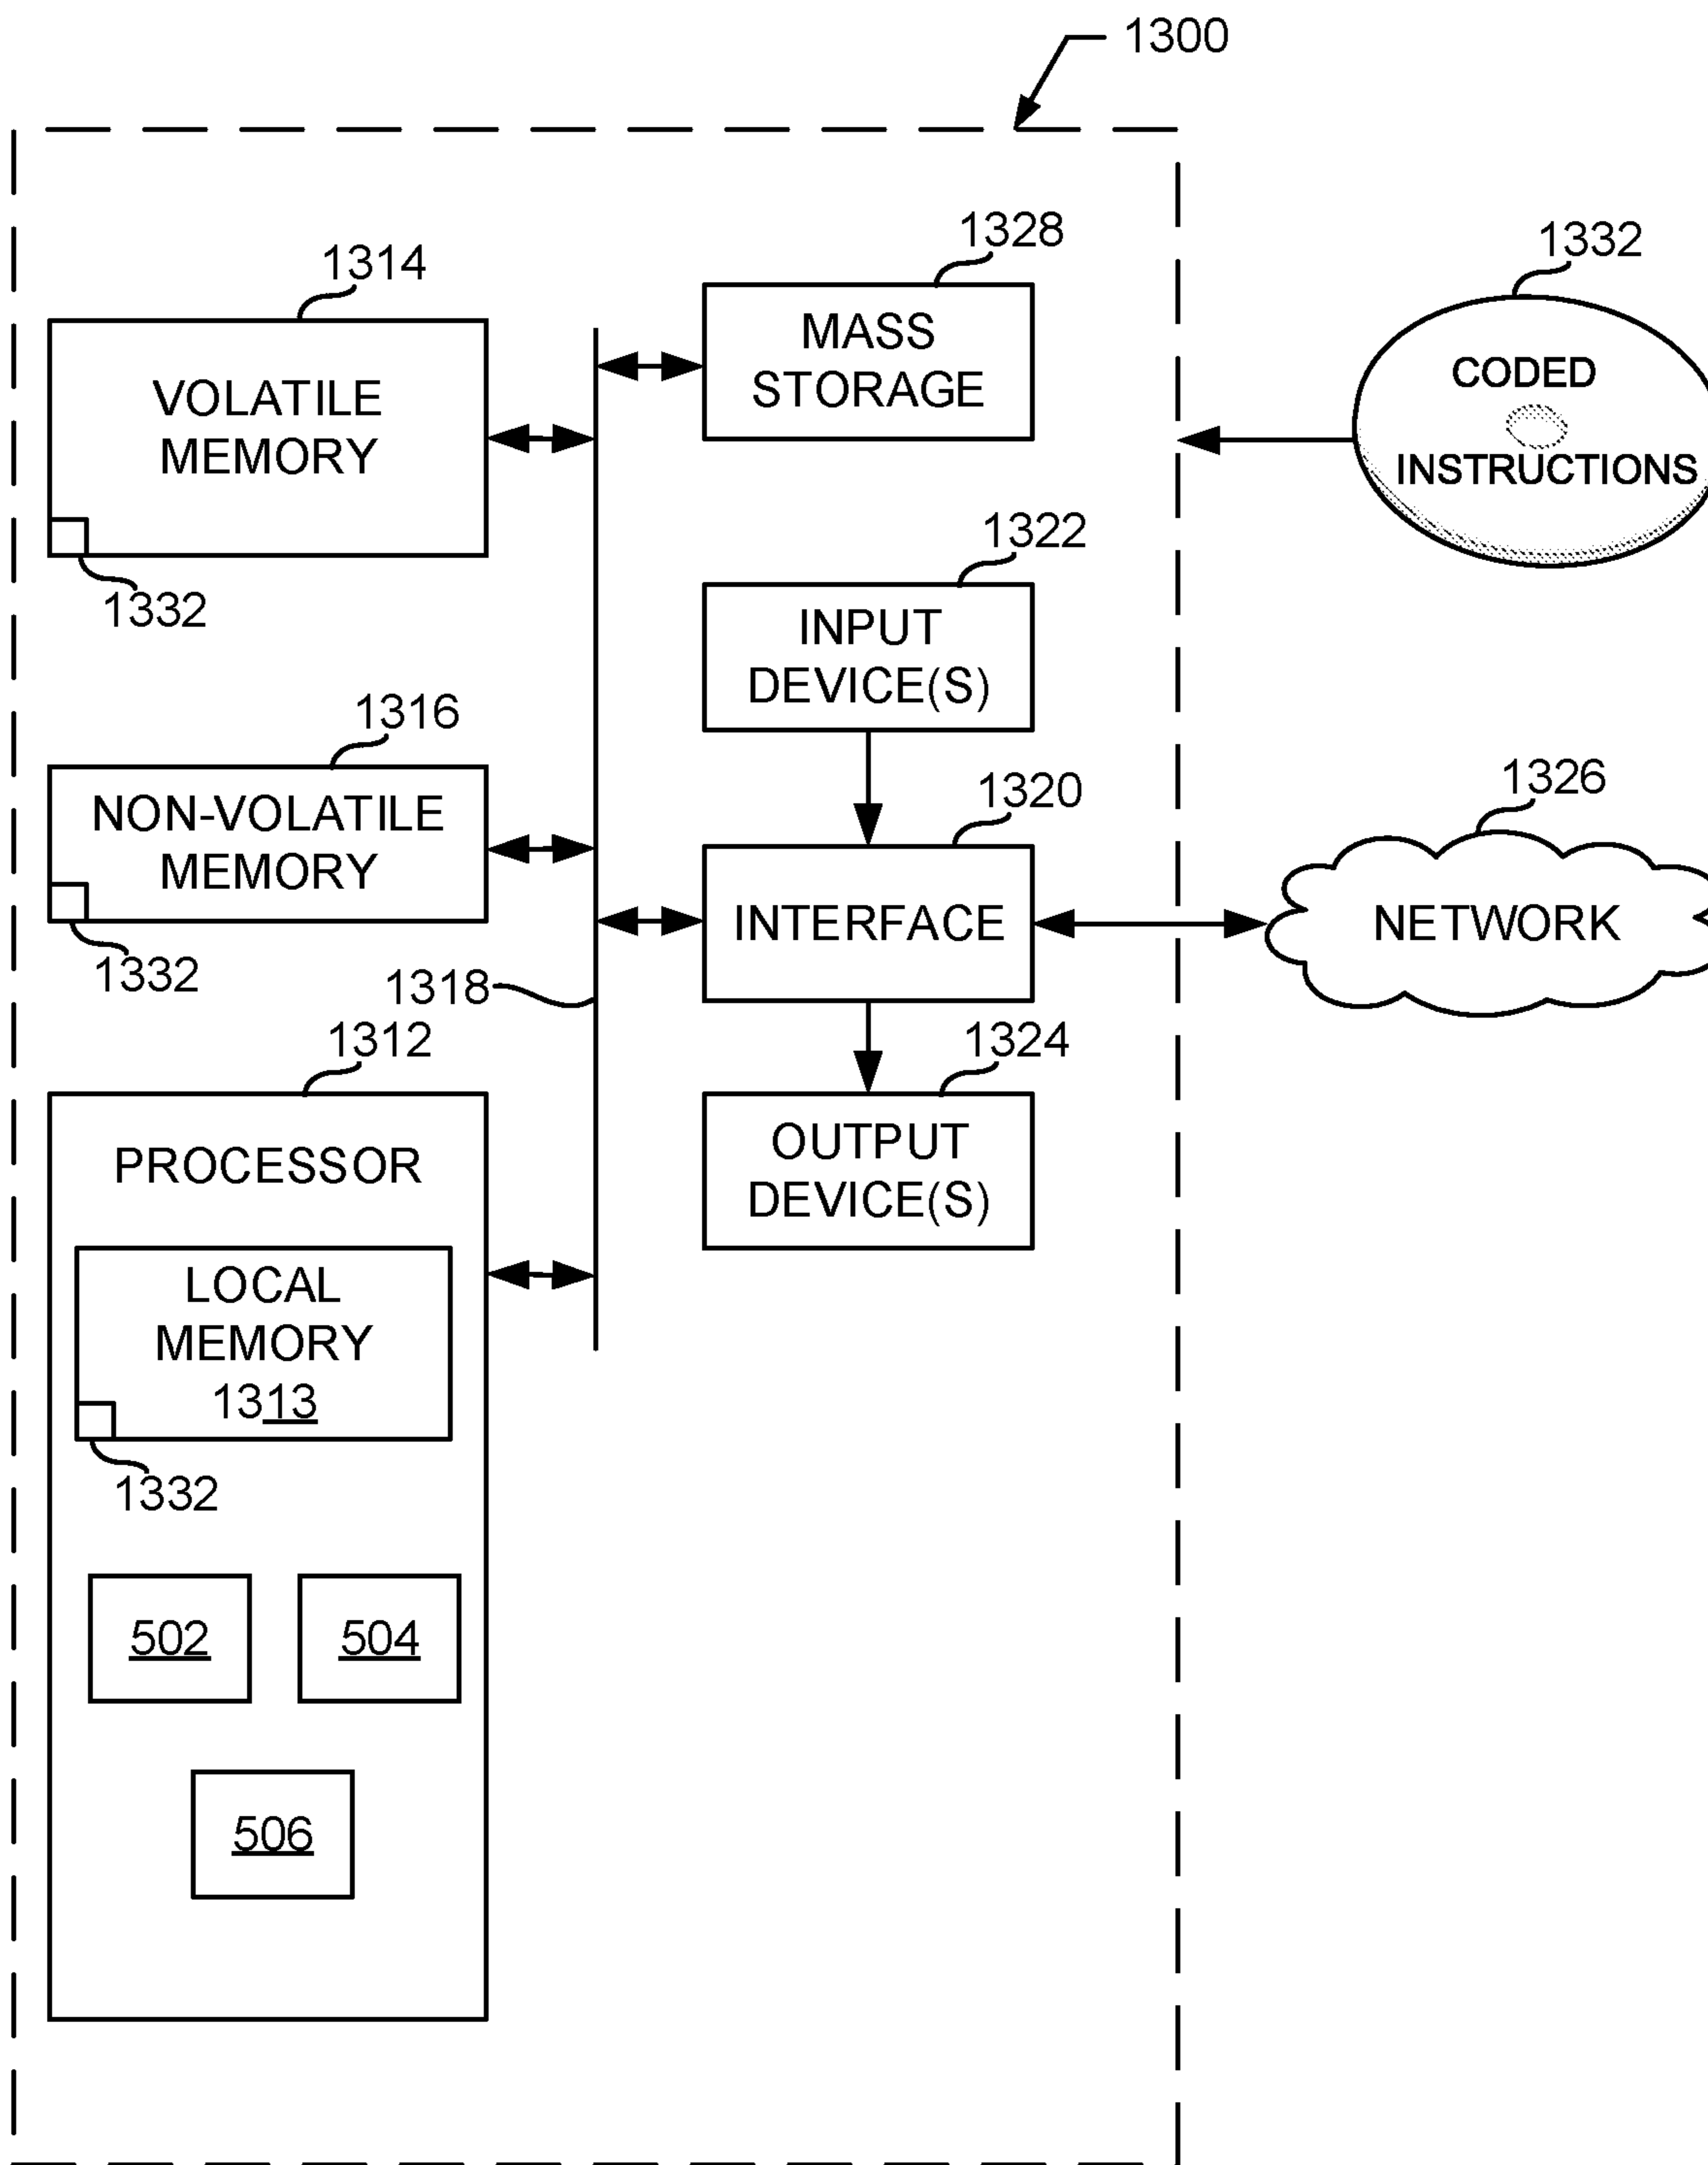 1300
1314
VOLATILE
MEMORY
1332
1328
MASS
STORAGE
1332
CODED
INSTRUCTIONS
1322
INPUT
DEVICE(S)
1316
NON-VOLATILE
MEMORY
1332
1318
1320
INTERFACE
1326
NETWORK
1312
PROCESSOR
LOCAL
MEMORY
1313
1332
1324
OUTPUT
DEVICE(S)
502
504
506